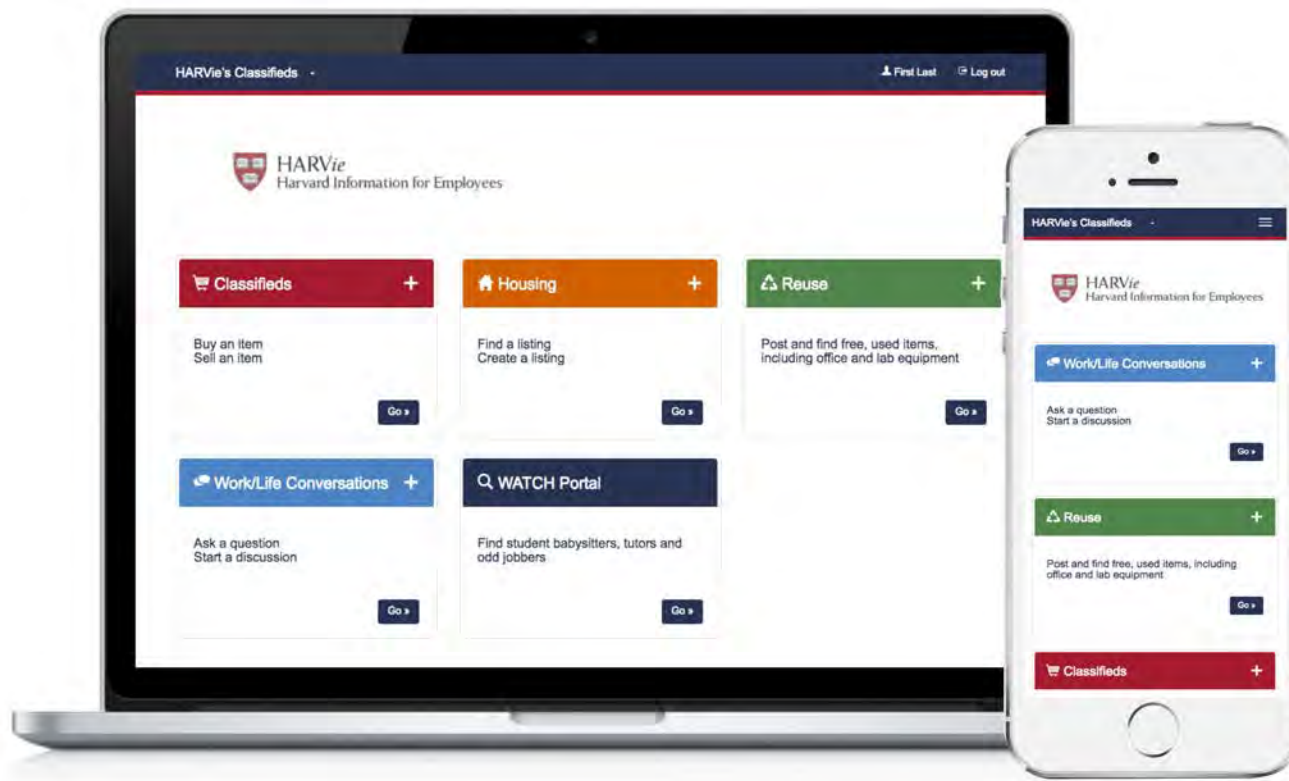 HARVie's Classifieds
First Last Log out
HARVie
Harvard Information for Employees
Classifieds +
Buy an item
Sell an item
Go »
Housing +
Find a listing
Create a listing
Go »
Reuse +
Post and find free, used items,
including office and lab equipment
Go »
Work/Life Conversations +
Ask a question
Start a discussion
Go »
WATCH Portal
Find student babysitters, tutors and
odd jobbers
Go »
HARVie's Classifieds
HARVie
Harvard Information for Employees
Work/Life Conversations +
Ask a question
Start a discussion
Go »
Reuse +
Post and find free, used items, including
office and lab equipment
Go »
Classifieds +